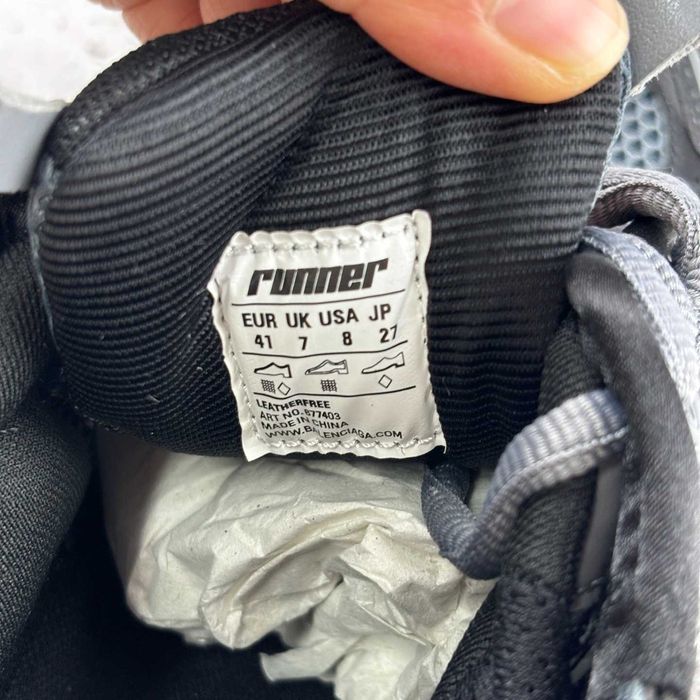 runner
EUR UK USA JP
41 7 8 27
LEATHERFREE
ART NO. 677403
MADE IN CHINA
WWW.BALENCIAGA.COM